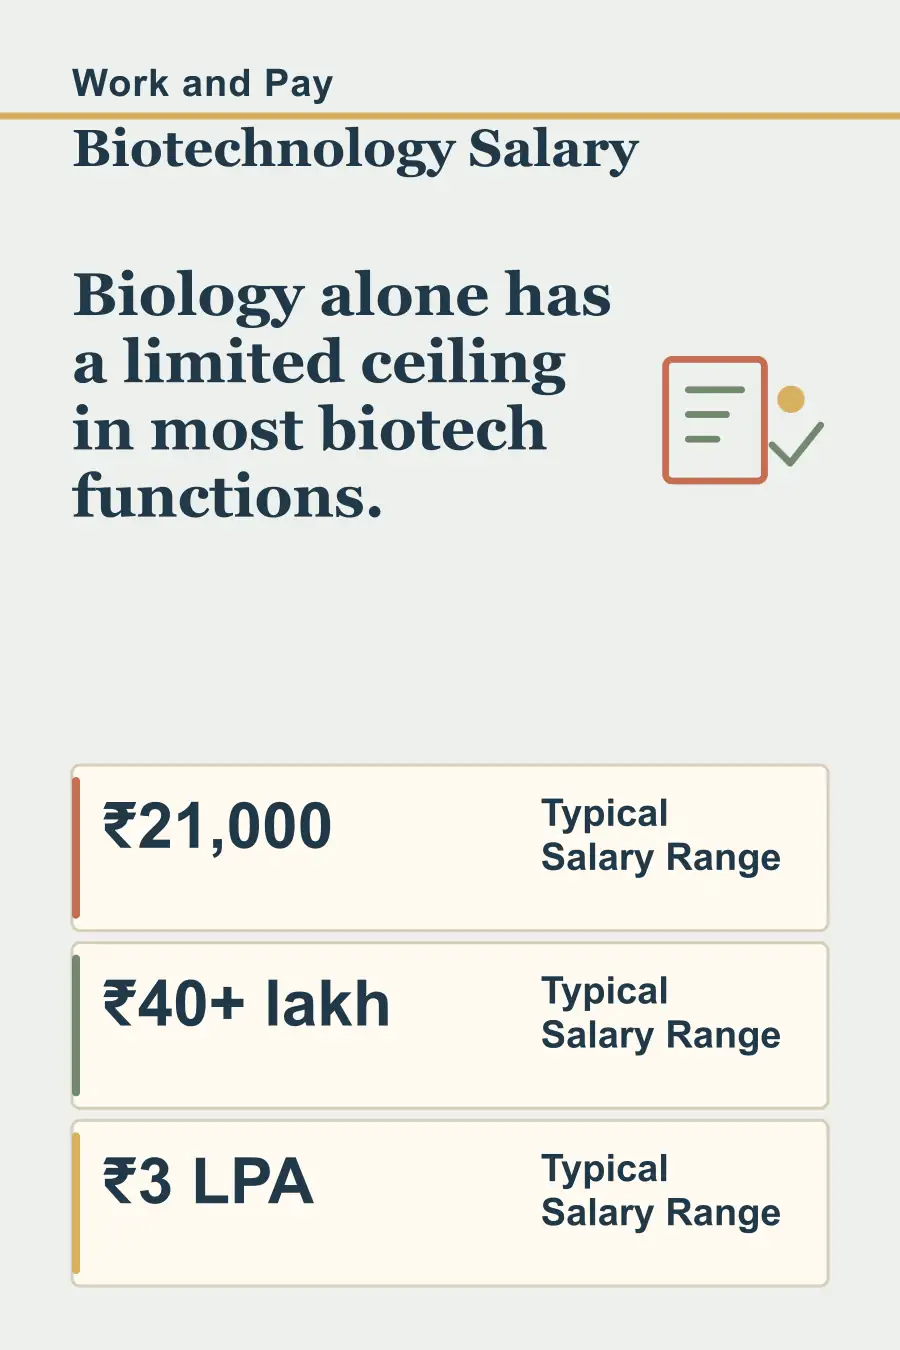 Work and Pay
Biotechnology Salary
Biology alone has
a limited ceiling
in most biotech
functions.
₹21,000
Typical
Salary Range
₹40+ lakh
Typical
Salary Range
₹3 LPA
Typical
Salary Range